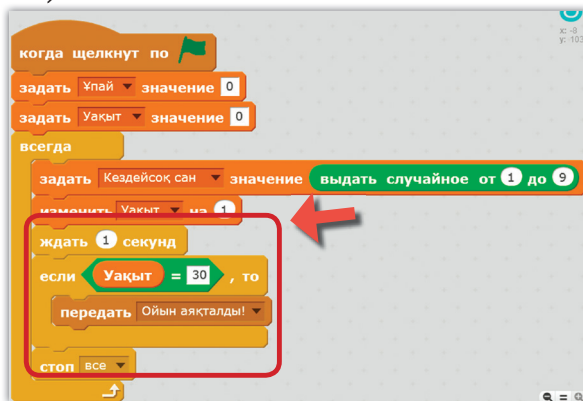 x: -8
y: 103
когда щелкнут по
задать Ұпай значение 0
задать Уақыт значение 0
всегда
задать Кездейсоқ сан значение выдать случайное от 1 до 9
изменить Уақыт на 1
ждать 1 секунд
если Уақыт = 30 , то
передать Ойын аяқталды!
стоп все